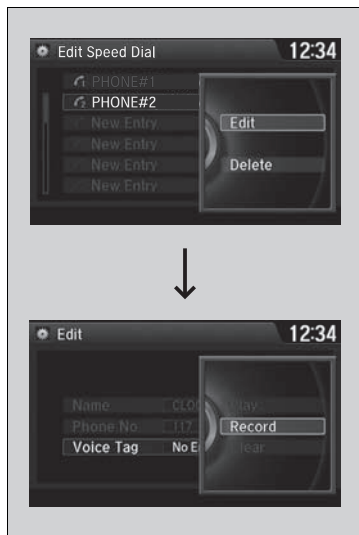 Edit Speed Dial 12:34
PHONE#1
PHONE#2
New Entry
New Entry
New Entry
New Entry
Edit
Delete
Edit 12:34
Name
Phone No 117
Voice Tag No E
Play
Record
Clear